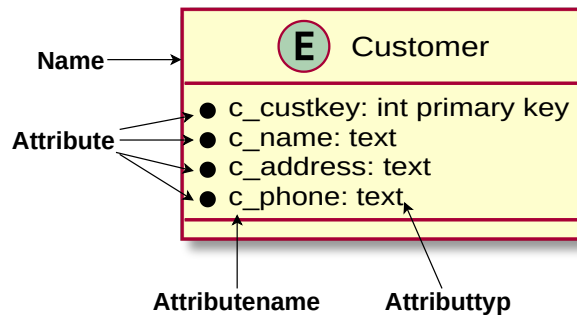 E Customer
Name
c_custkey: int primary key
c_name: text
Attribute
c_address: text
c_phone: text
Attributename
Attributtyp